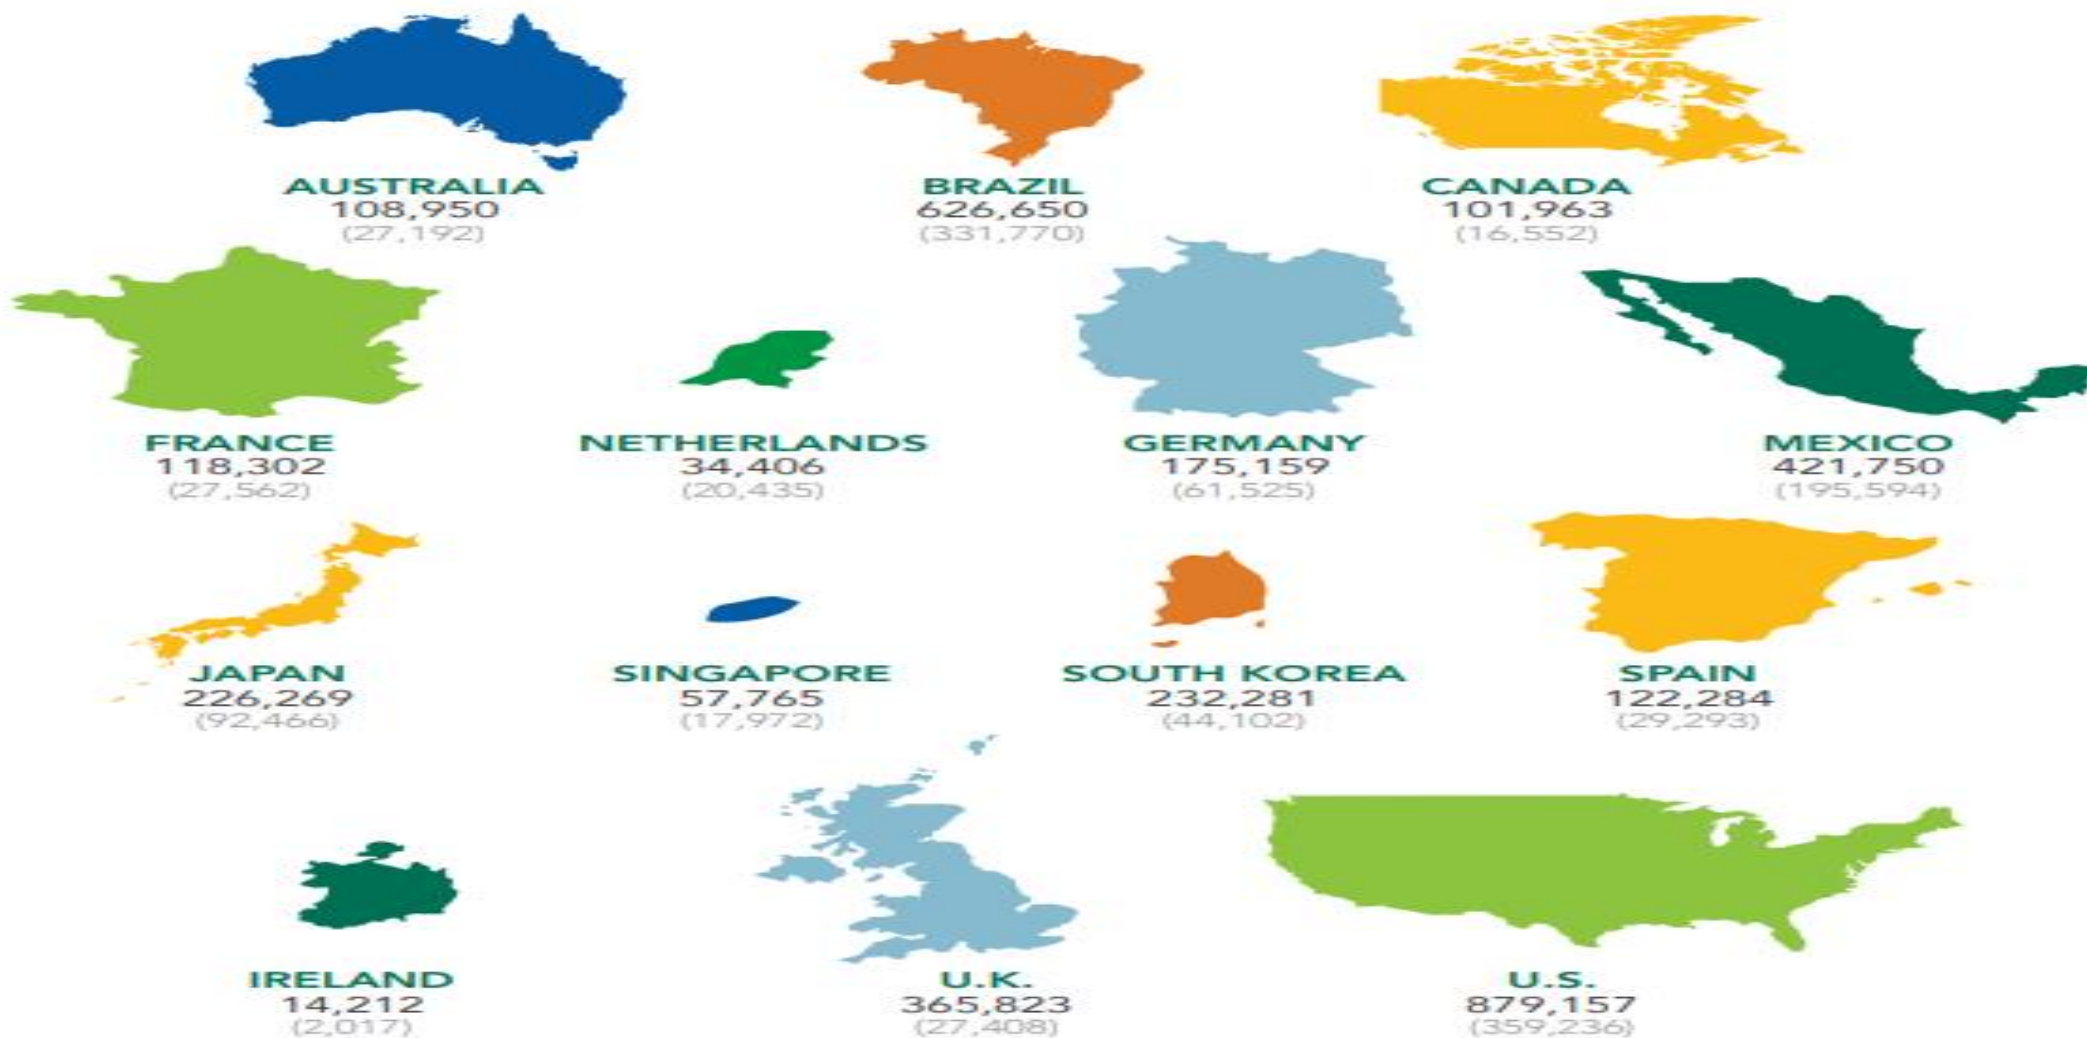 AUSTRALIA
108,950
(27,192)
BRAZIL
626,650
(331,770)
CANADA
101,963
(16,552)
FRANCE
118,302
(27,562)
NETHERLANDS
34,406
(20,435)
GERMANY
175,159
(61,525)
MEXICO
421,750
(195,594)
JAPAN
226,269
(92,466)
SINGAPORE
57,765
(17,972)
SOUTH KOREA
232,281
(44,102)
SPAIN
122,284
(29,293)
IRELAND
14,212
(2,017)
U.K.
365,823
(27,408)
U.S.
879,157
(359,236)